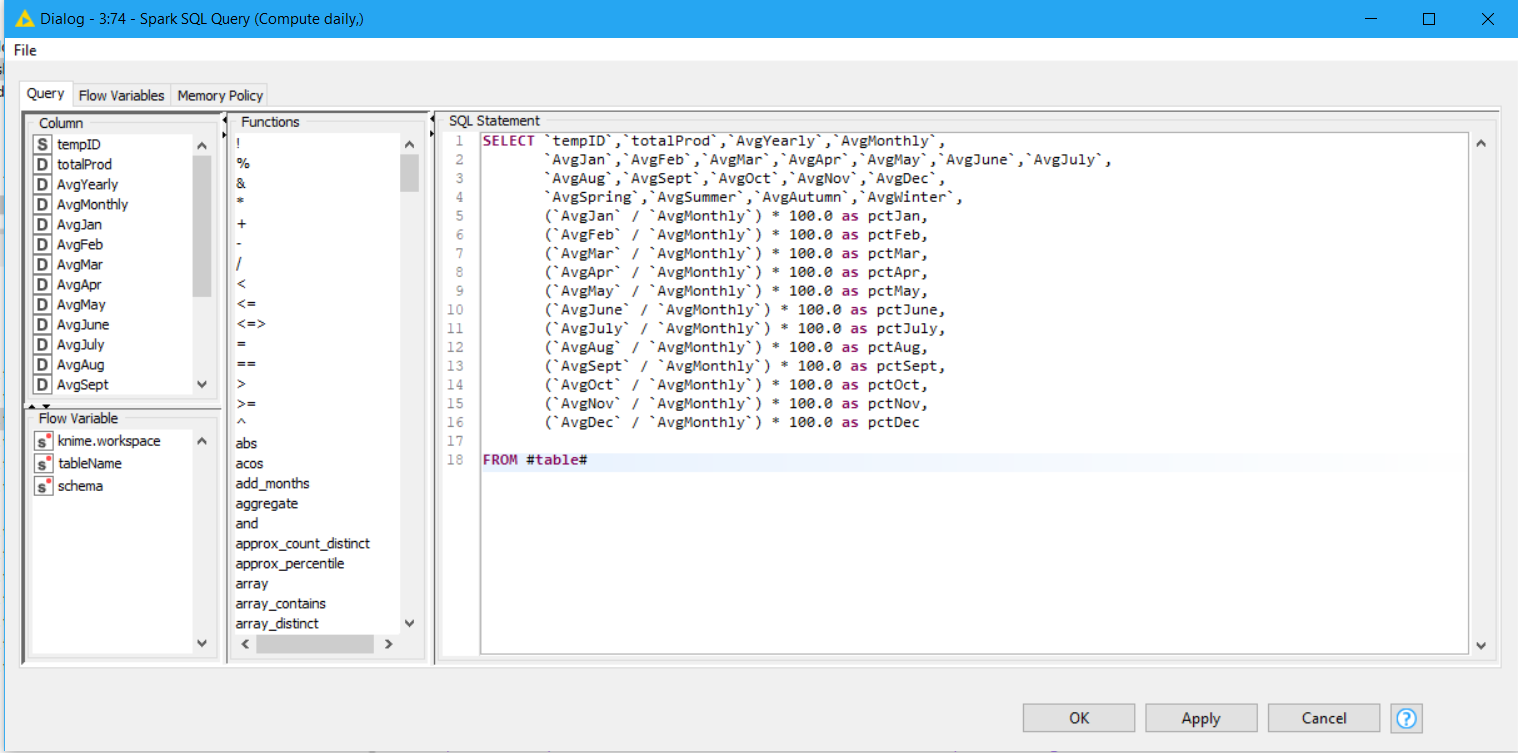 Dialog - 3:74 - Spark SQL Query (Compute daily,)
File
Query Flow Variables Memory Policy
Column
S tempID
D totalProd
D AvgYearly
D AvgMonthly
D AvgJan
D AvgFeb
D AvgMar
D AvgApr
D AvgMay
D AvgJune
D AvgJuly
D AvgAug
D AvgSept
Flow Variable
s knime.workspace
s tableName
s schema
Functions
!
%
&
*
+
-
/
<
<=
<=>
=
==
>
>=
^
abs
acos
add_months
aggregate
and
approx_count_distinct
approx_percentile
array
array_contains
array_distinct
SQL Statement
1 SELECT `tempID`,`totalProd`,`AvgYearly`,`AvgMonthly`,
2 `AvgJan`,`AvgFeb`,`AvgMar`,`AvgApr`,`AvgMay`,`AvgJune`,`AvgJuly`,
3 `AvgAug`,`AvgSept`,`AvgOct`,`AvgNov`,`AvgDec`,
4 `AvgSpring`,`AvgSummer`,`AvgAutumn`,`AvgWinter`,
5 (`AvgJan` / `AvgMonthly`) * 100.0 as pctJan,
6 (`AvgFeb` / `AvgMonthly`) * 100.0 as pctFeb,
7 (`AvgMar` / `AvgMonthly`) * 100.0 as pctMar,
8 (`AvgApr` / `AvgMonthly`) * 100.0 as pctApr,
9 (`AvgMay` / `AvgMonthly`) * 100.0 as pctMay,
10 (`AvgJune` / `AvgMonthly`) * 100.0 as pctJune,
11 (`AvgJuly` / `AvgMonthly`) * 100.0 as pctJuly,
12 (`AvgAug` / `AvgMonthly`) * 100.0 as pctAug,
13 (`AvgSept` / `AvgMonthly`) * 100.0 as pctSept,
14 (`AvgOct` / `AvgMonthly`) * 100.0 as pctOct,
15 (`AvgNov` / `AvgMonthly`) * 100.0 as pctNov,
16 (`AvgDec` / `AvgMonthly`) * 100.0 as pctDec
17
18 FROM #table#
OK Apply Cancel ?